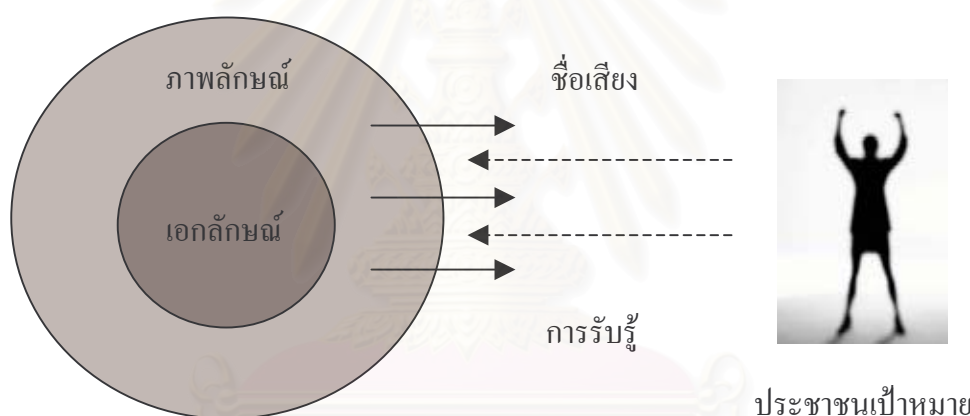 ภาพลักษณ์
ชื่อเสียง
เอกลักษณ์
การรับรู้
ประชาชนเป้าหมาย